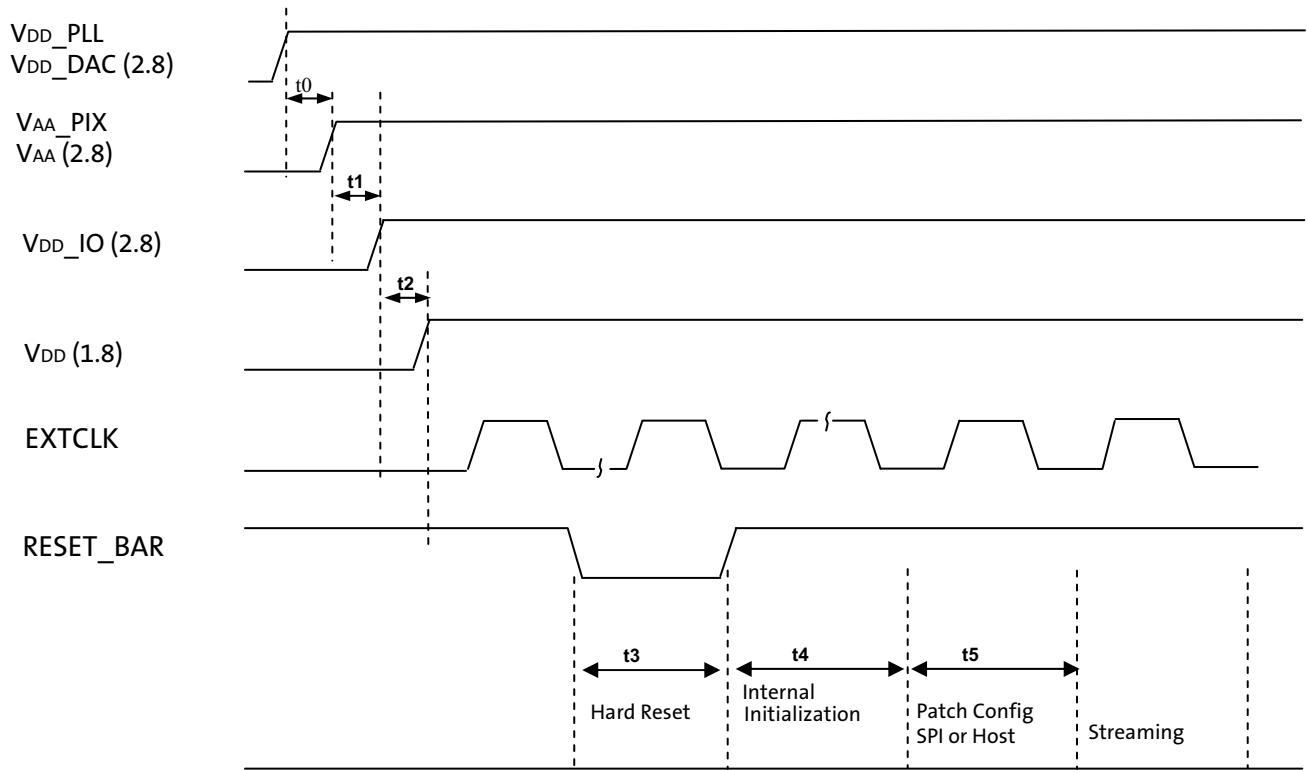 VDD_PLL
VDD_DAC (2.8)
t0
VAA_PIX
VAA (2.8)
t1
VDD_IO (2.8)
t2
VDD (1.8)
EXTCLK
RESET_BAR
t3
t4
t5
Hard Reset
Internal
Initialization
Patch Config
SPI or Host
Streaming